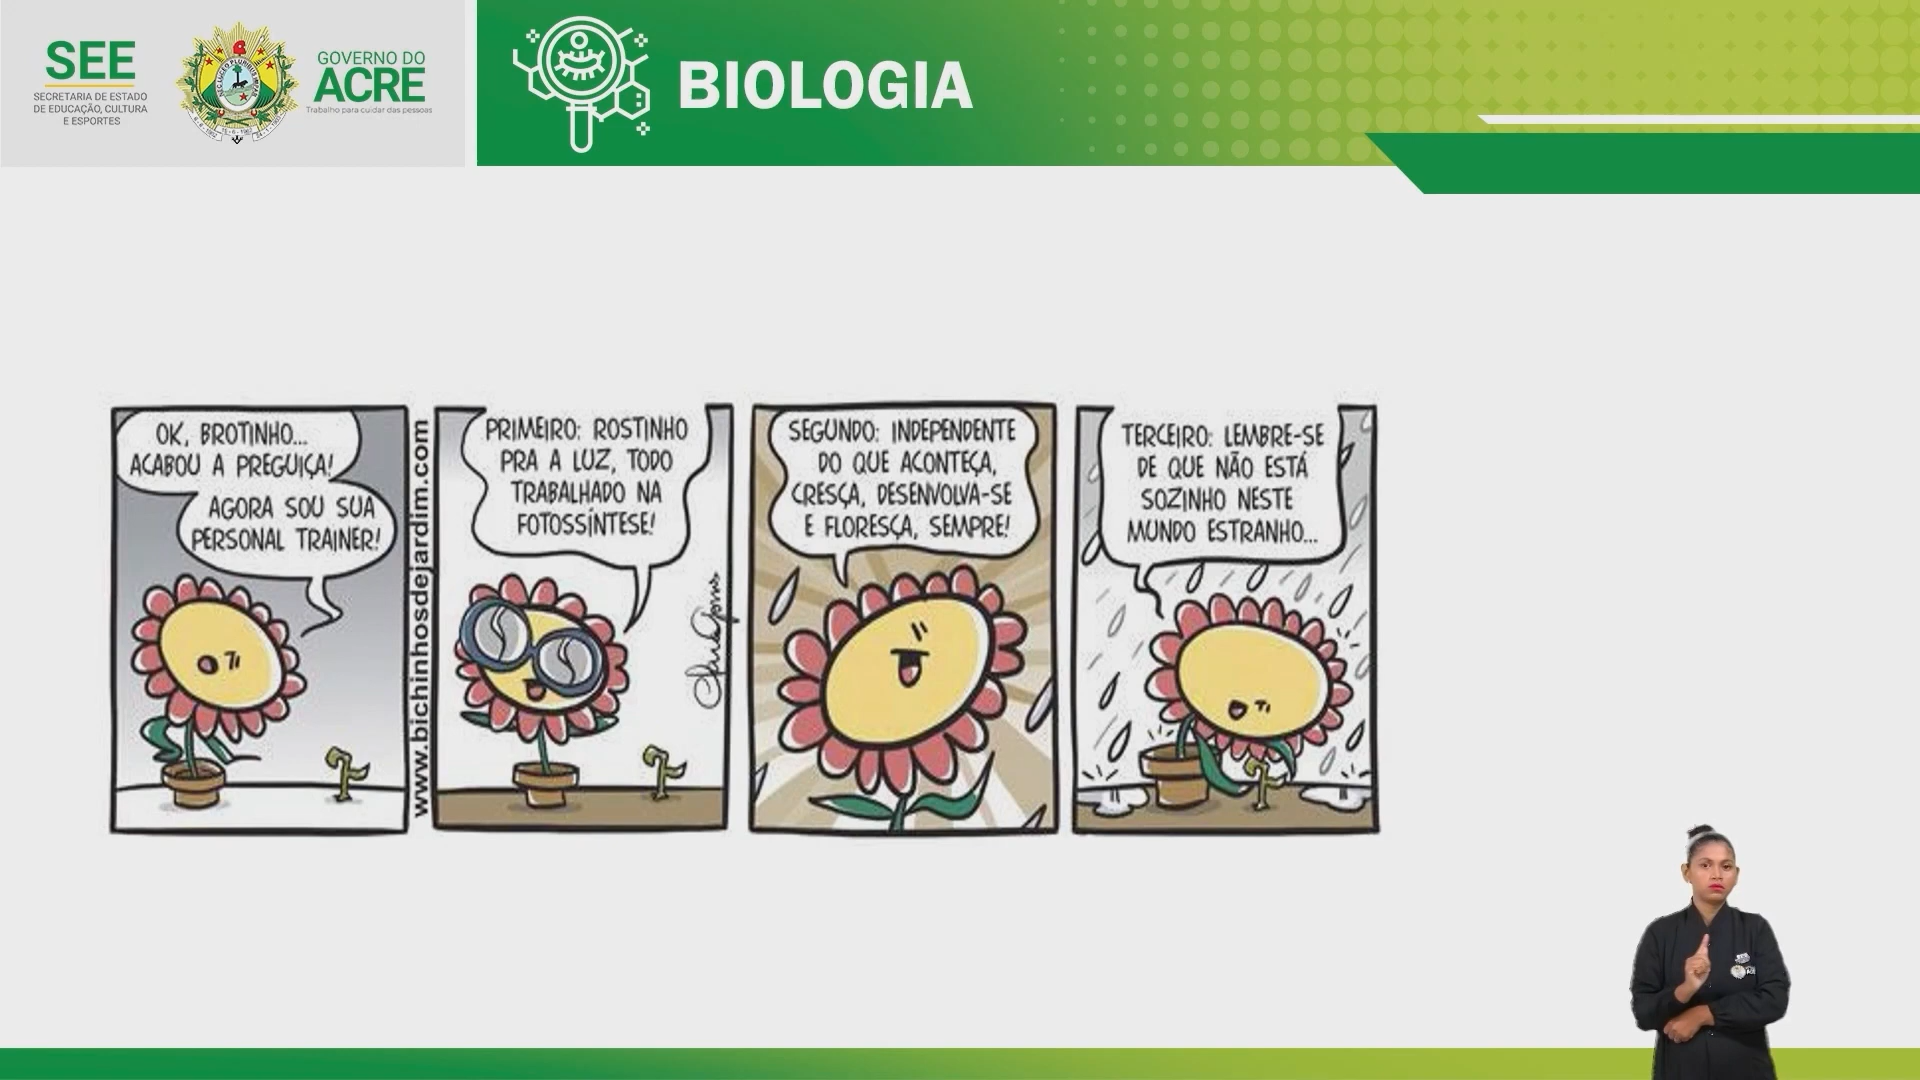 SEE
SECRETARIA DE ESTADO
DE EDUCAÇÃO, CULTURA
E ESPORTES
GOVERNO DO
ACRE
Trabalho para cuidar das pessoas
BIOLOGIA
OK, BROTINHO...
ACABOU A PREGUIÇA!
AGORA SOU SUA
PERSONAL TRAINER!
www.bichinhosdejardim.com
PRIMEIRO: ROSTINHO
PRA A LUZ, TODO
TRABALHADO NA
FOTOSSÍNTESE!
SEGUNDO: INDEPENDENTE
DO QUE ACONTEÇA,
CRESÇA, DESENVOLVA-SE
E FLORESÇA, SEMPRE!
TERCEIRO: LEMBRE-SE
DE QUE NÃO ESTÁ
SOZINHO NESTE
MUNDO ESTRANHO...